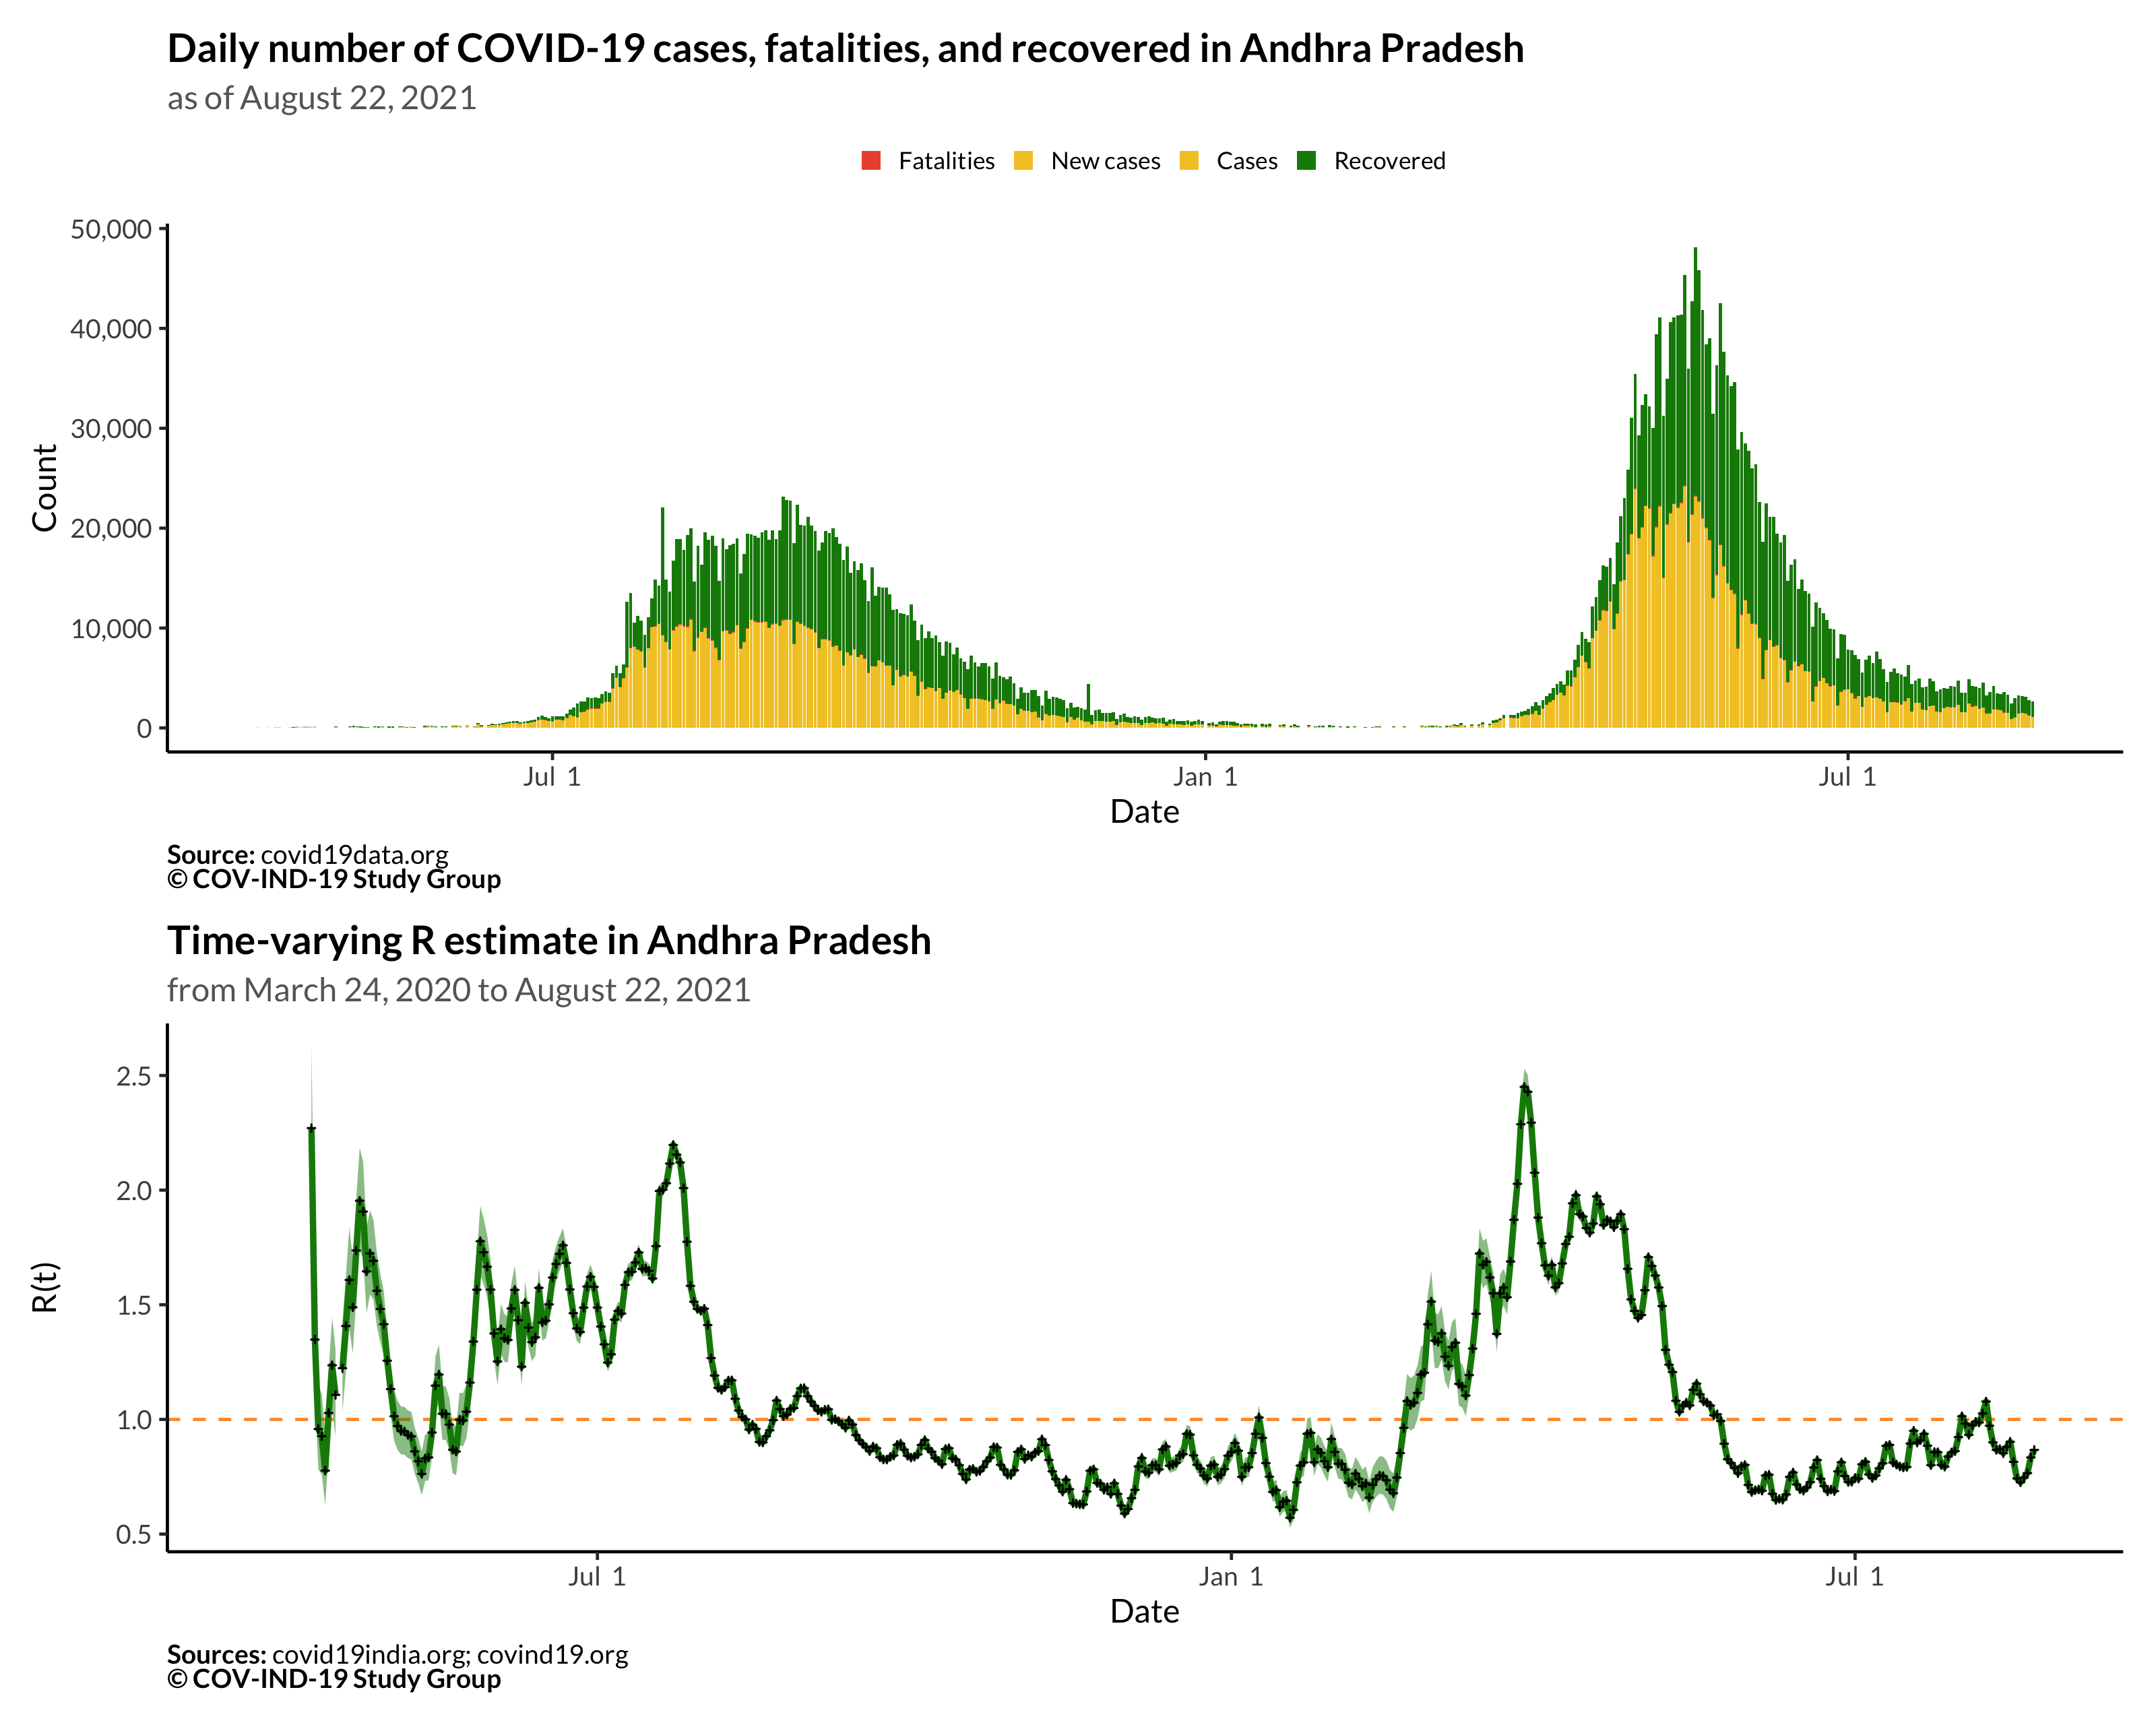 Daily number of COVID-19 cases, fatalities, and recovered in Andhra Pradesh
as of August 22, 2021
Fatalities New cases Cases Recovered
50,000
40,000
30,000
20,000
10,000
0
Count
Jul 1 Jan 1 Jul 1
Date
Source: covid19data.org
© COV-IND-19 Study Group
Time-varying R estimate in Andhra Pradesh
from March 24, 2020 to August 22, 2021
2.5
2.0
1.5
1.0
0.5
R(t)
Jul 1 Jan 1 Jul 1
Date
Sources: covid19india.org; covind19.org
© COV-IND-19 Study Group